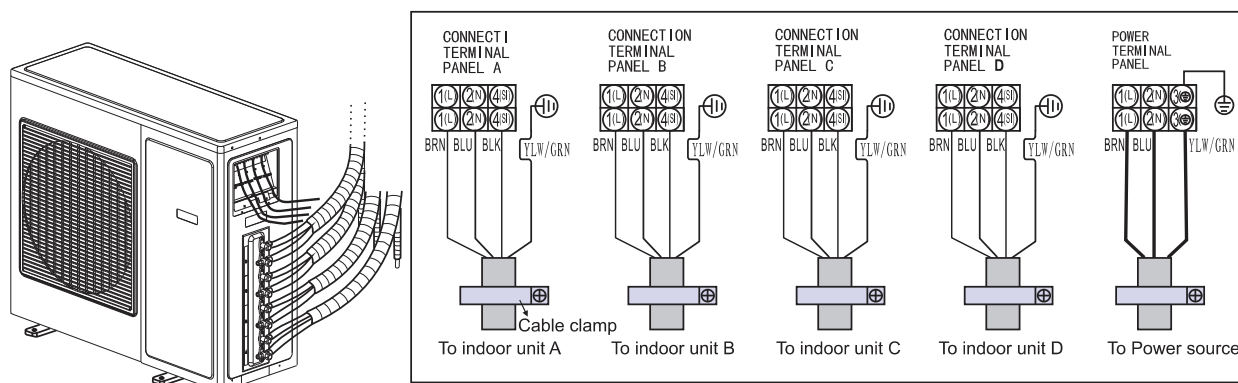 CONNECTI
TERMINAL
PANEL A
1(L) 2(N) 4(SI)
1(L) 2(N) 4(SI)
BRN BLU BLK YLW/GRN
Cable clamp
To indoor unit A
CONNECTION
TERMINAL
PANEL B
1(L) 2(N) 4(SI)
1(L) 2(N) 4(SI)
BRN BLU BLK YLW/GRN
To indoor unit B
CONNECTION
TERMINAL
PANEL C
1(L) 2(N) 4(SI)
1(L) 2(N) 4(SI)
BRN BLU BLK YLW/GRN
To indoor unit C
CONNECTION
TERMINAL
PANEL D
1(L) 2(N) 4(SI)
1(L) 2(N) 4(SI)
BRN BLU BLK YLW/GRN
To indoor unit D
POWER
TERMINAL
PANEL
1(L) 2(N) 3
1(L) 2(N) 3
BRN BLU YLW/GRN
To Power source